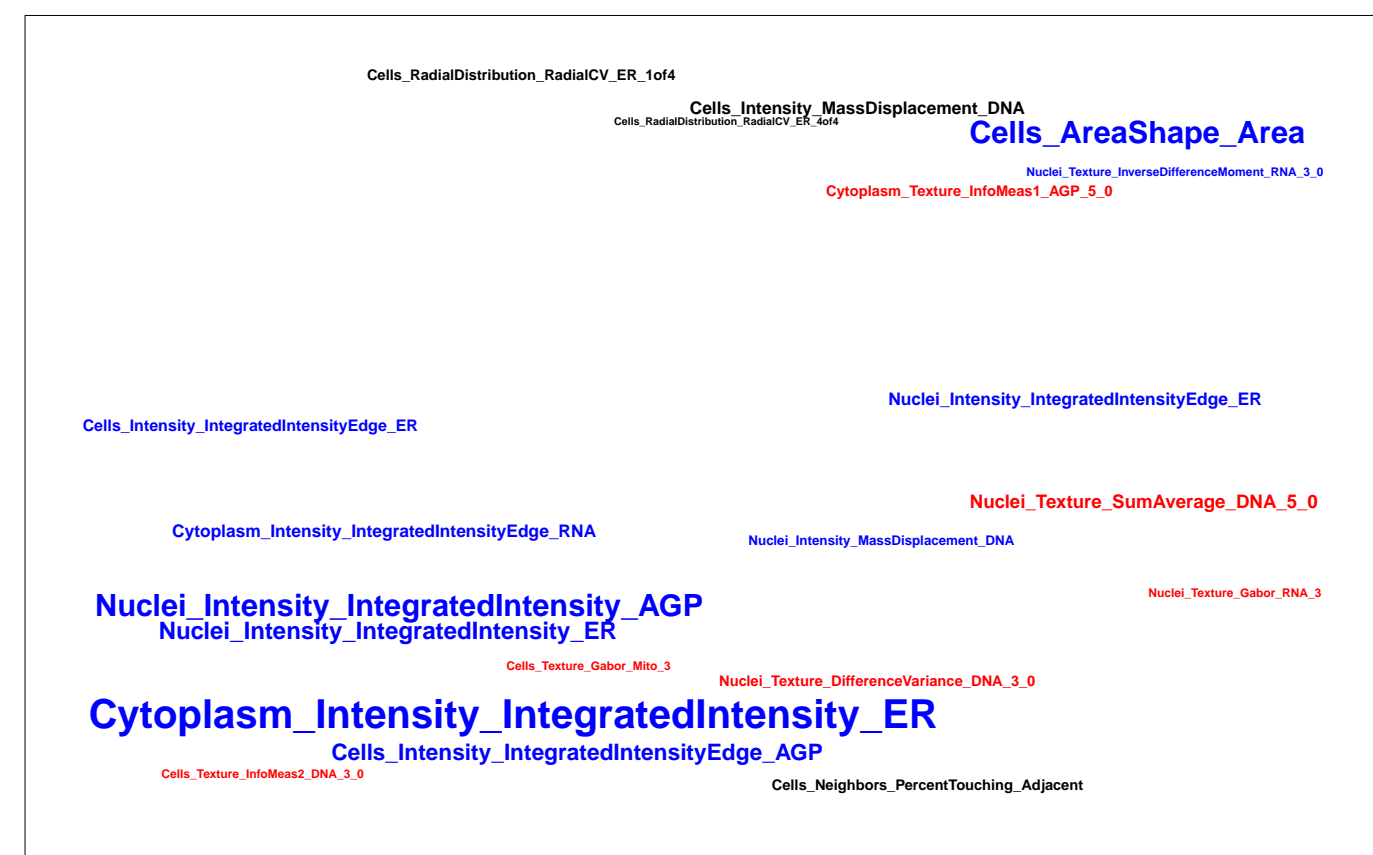 Cells_RadialDistribution_RadialCV_ER_1of4
Cells_Intensity_MassDisplacement_DNA
Cells_RadialDistribution_RadialCV_ER_4of4
Cells_AreaShape_Area
Nuclei_Texture_InverseDifferenceMoment_RNA_3_0
Cytoplasm_Texture_InfoMeas1_AGP_5_0
Nuclei_Intensity_IntegratedIntensityEdge_ER
Cells_Intensity_IntegratedIntensityEdge_ER
Nuclei_Texture_SumAverage_DNA_5_0
Cytoplasm_Intensity_IntegratedIntensityEdge_RNA
Nuclei_Intensity_MassDisplacement_DNA
Nuclei_Texture_Gabor_RNA_3
Nuclei_Intensity_IntegratedIntensity_AGP
Nuclei_Intensity_IntegratedIntensity_ER
Cells_Texture_Gabor_Mito_3
Nuclei_Texture_DifferenceVariance_DNA_3_0
Cytoplasm_Intensity_IntegratedIntensity_ER
Cells_Intensity_IntegratedIntensityEdge_AGP
Cells_Texture_InfoMeas2_DNA_3_0
Cells_Neighbors_PercentTouching_Adjacent